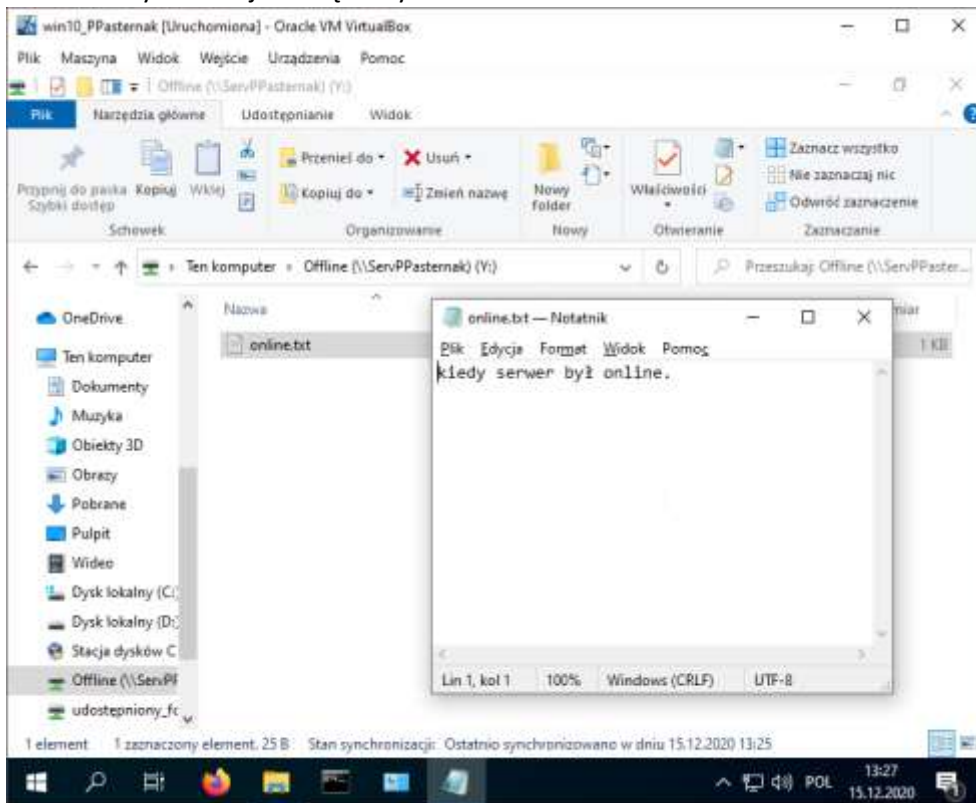 win10_PPasternak [Uruchomiona] - Oracle VM VirtualBox
Plik Maszyna Widok Wejście Urządzenia Pomoc
Offline (\\ServPPasternak) (Y:)
Plik Narzędzia główne Udostępnianie Widok
Przypnij do paska Szybki dostęp
Kopiuj
Wklej
Przenieś do
Usuń
Kopiuj do
Zmień nazwę
Nowy folder
Właściwości
Zaznacz wszystko
Nie zaznaczaj nic
Odwróć zaznaczenie
Schowek Organizowanie Nowy Otwieranie Zaznaczanie
Ten komputer Offline (\\ServPPasternak) (Y:)
Przeszukaj: Offline (\\ServPPaster...
Nazwa
online.txt
1 KB
OneDrive
Ten komputer
Dokumenty
Muzyka
Obiekty 3D
Obrazy
Pobrane
Pulpit
Wideo
Dysk lokalny (C:)
Dysk lokalny (D:)
Stacja dysków C
Offline (\\ServPP
udostępniony_fc
online.txt — Notatnik
Plik Edycja Format Widok Pomoc
kiedy serwer był online.
Lin 1, kol 1 100% Windows (CRLF) UTF-8
1 element 1 zaznaczony element. 25 B Stan synchronizacji: Ostatnio synchronizowano w dniu 15.12.2020 13:25
POL
13:27
15.12.2020